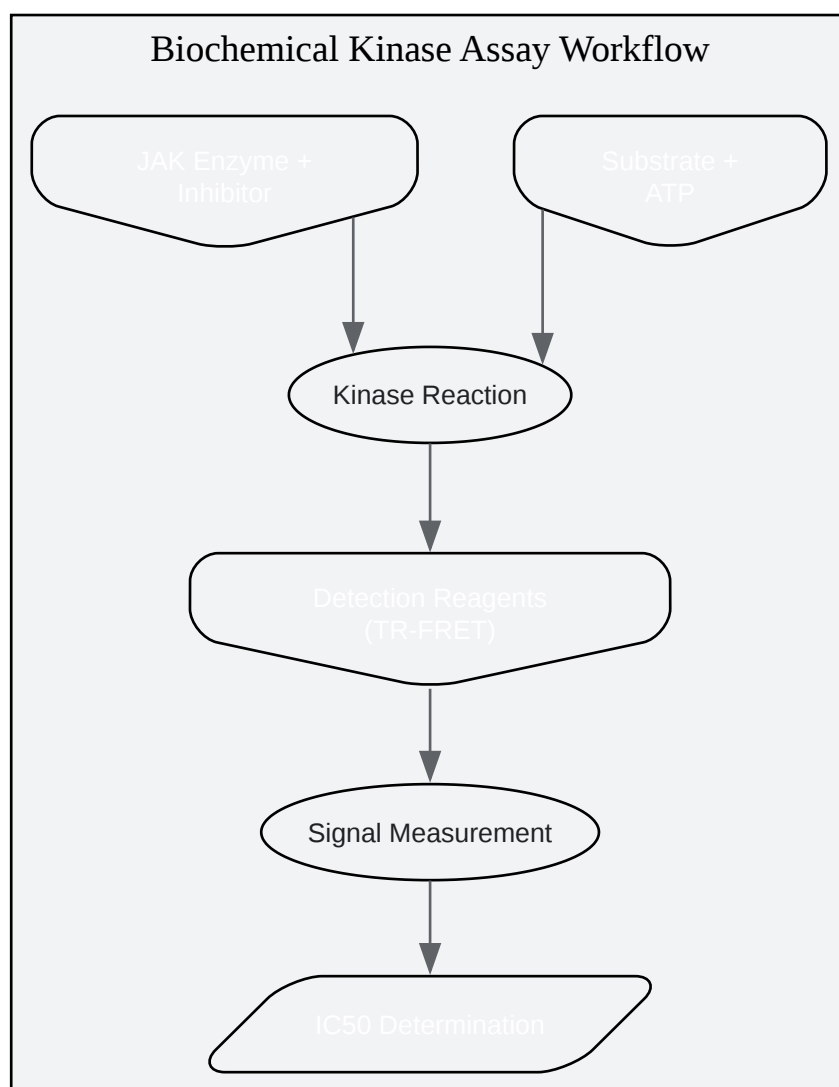 Biochemical Kinase Assay Workflow
JAK Enzyme +
Inhibitor
Substrate +
ATP
Kinase Reaction
Detection Reagents
(TR-FRET)
Signal Measurement
IC50 Determination